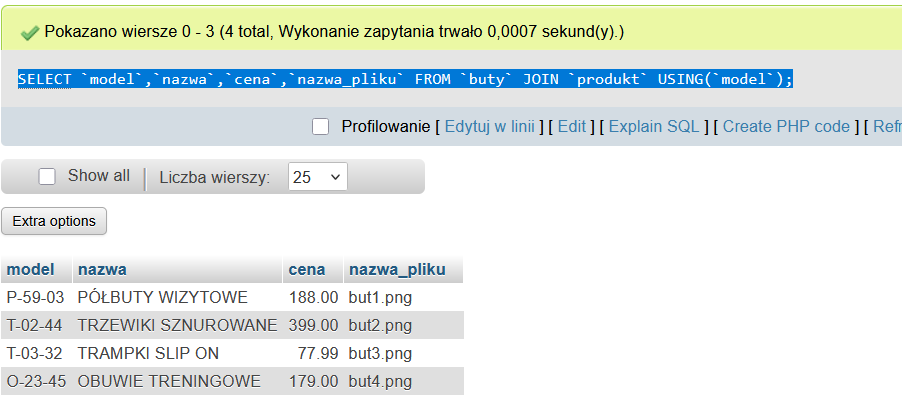 Pokazano wiersze 0 - 3 (4 total, Wykonanie zapytania trwało 0,0007 sekund(y).)
SELECT `model`,`nazwa`,`cena`,`nazwa_pliku` FROM `buty` JOIN `produkt` USING(`model`);
Profilowanie [ Edytuj w linii ] [ Edit ] [ Explain SQL ] [ Create PHP code ] [ Refr
Show all | Liczba wierszy: 25
Extra options
model nazwa cena nazwa_pliku
P-59-03 PÓŁBUTY WIZYTOWE 188.00 but1.png
T-02-44 TRZEWIKI SZNUROWANE 399.00 but2.png
T-03-32 TRAMPKI SLIP ON 77.99 but3.png
O-23-45 OBUWIE TRENINGOWE 179.00 but4.png